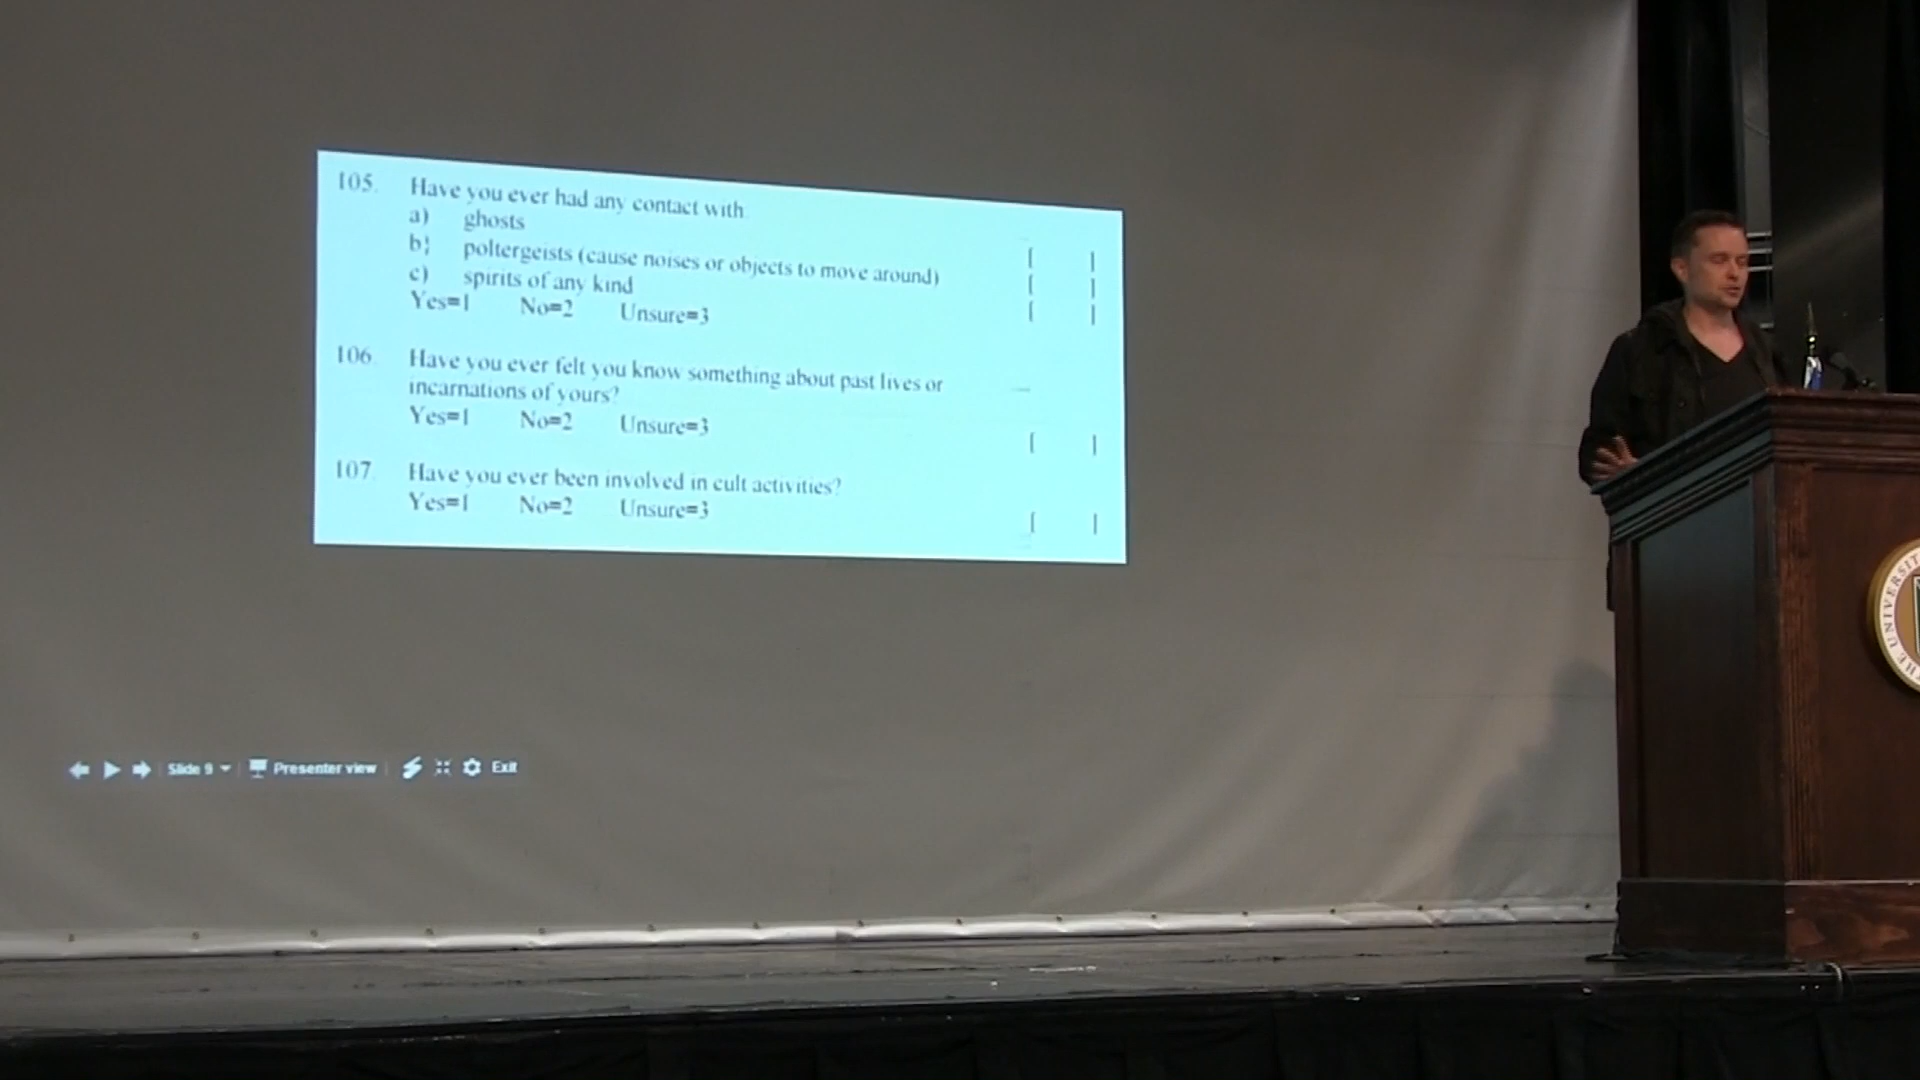 105. Have you ever had any contact with
a) ghosts [ ]
b) poltergeists (cause noises or objects to move around) [ ]
c) spirits of any kind [ ]
Yes=1 No=2 Unsure=3
106. Have you ever felt you know something about past lives or
incarnations of yours?
Yes=1 No=2 Unsure=3 [ ]
107 Have you ever been involved in cult activities?
Yes=1 No=2 Unsure=3 [ ]
Slide 9 Presenter view Exit
THE UNIVERSIT